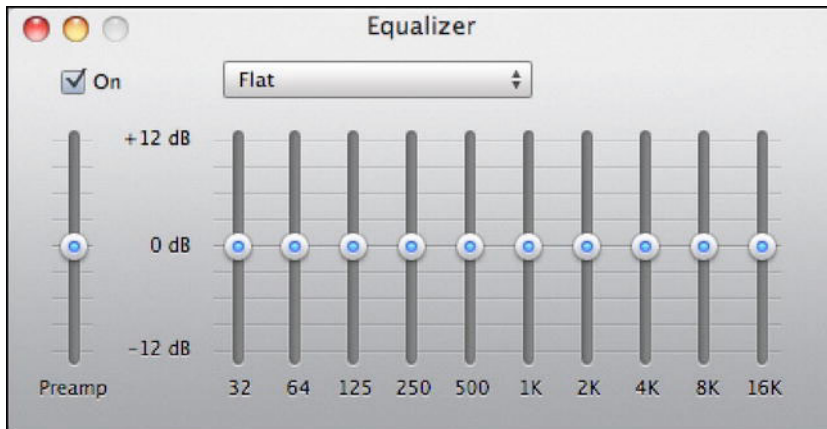 Equalizer
On
Flat
+12 dB
0 dB
-12 dB
Preamp 32 64 125 250 500 1K 2K 4K 8K 16K